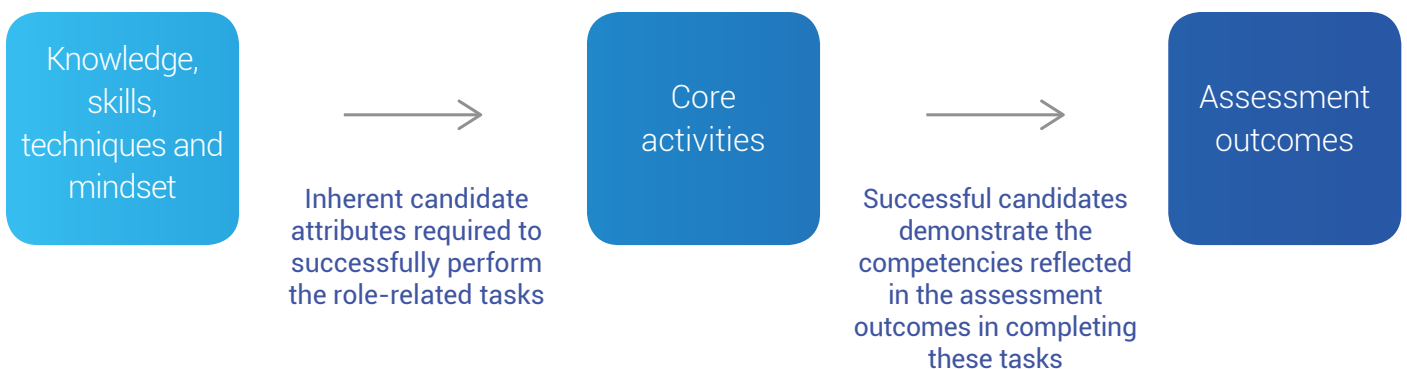 Knowledge,
skills,
techniques and
mindset
Inherent candidate
attributes required to
successfully perform
the role-related tasks
Core
activities
Successful candidates
demonstrate the
competencies reflected
in the assessment
outcomes in completing
these tasks
Assessment
outcomes